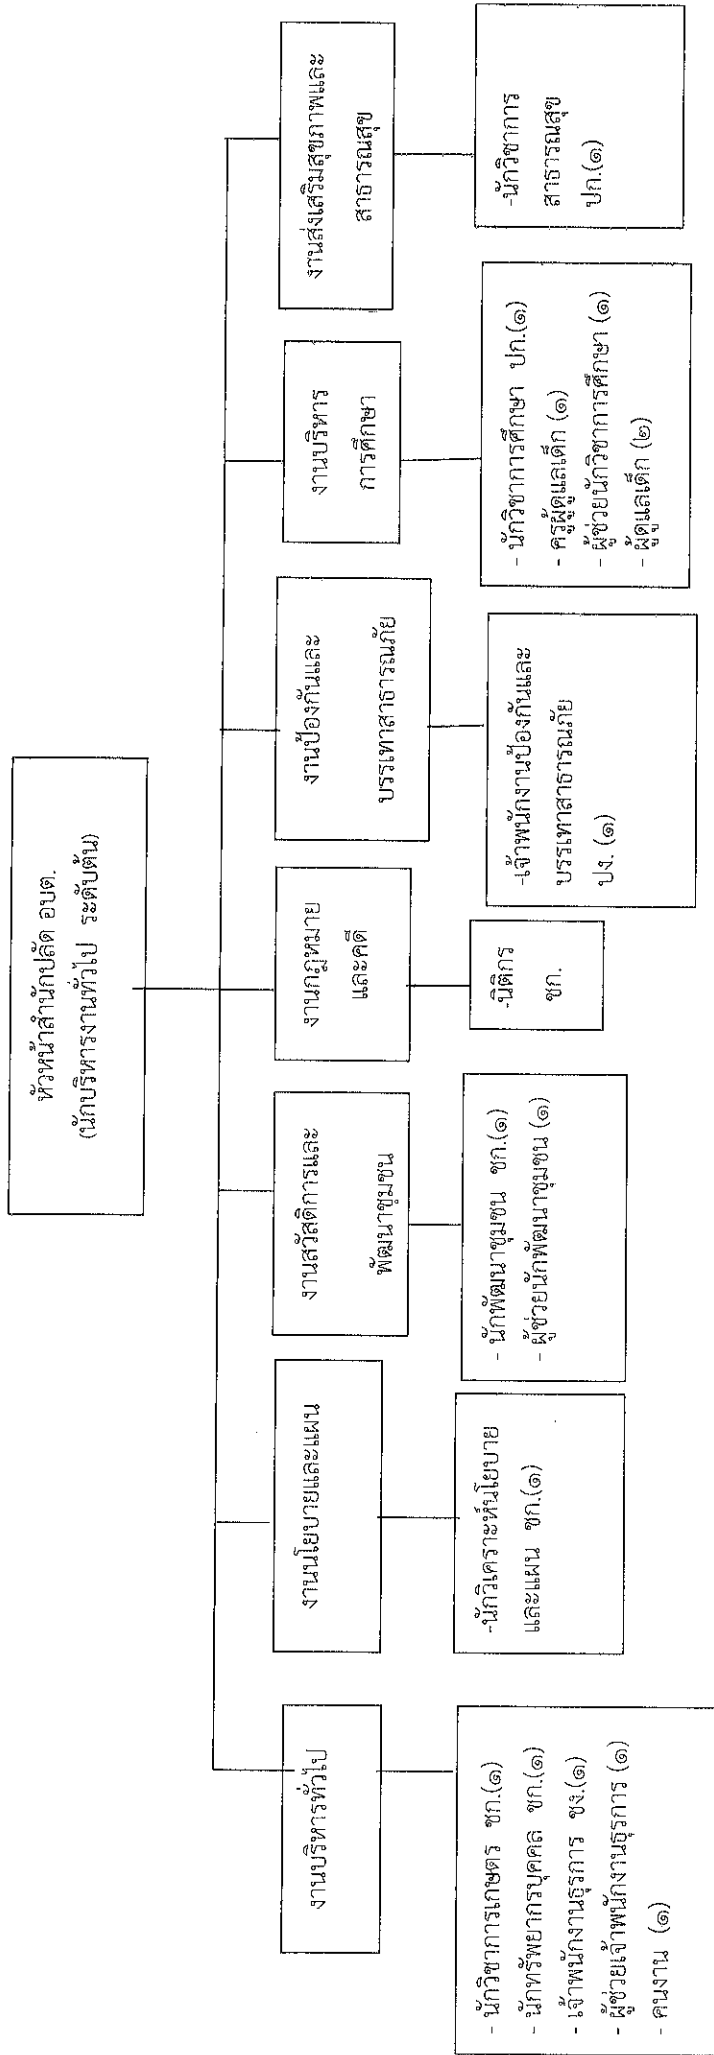 หัวหน้าสำนักปลัด อบต.
(นักบริหารงานทั่วไป ระดับต้น)
งานบริหารทั่วไป
- นักวิชาการเกษตร ชก.(๑)
- นักทรัพยากรบุคคล ชก.(๑)
- เจ้าพนักงานธุรการ ชง.(๑)
- ผู้ช่วยเจ้าพนักงานธุรการ (๑)
- คนงาน (๑)
งานนโยบายและแผน
-นักวิเคราะห์นโยบาย
และแผน ชก.(๑)
งานสวัสดิการและ
พัฒนาชุมชน
- นักพัฒนาชุมชน ชก.(๑)
- ผู้ช่วยนักพัฒนาชุมชน (๑)
งานกฎหมาย
และคดี
-นิติกร
ชก.
งานป้องกันและ
บรรเทาสาธารณภัย
-เจ้าพนักงานป้องกันและ
บรรเทาสาธารณภัย
ปง. (๑)
งานบริหาร
การศึกษา
- นักวิชาการศึกษา ปก.(๑)
- ครูผู้ดูแลเด็ก (๑)
- ผู้ช่วยนักวิชาการศึกษา (๑)
- ผู้ดูแลเด็ก (๒)
งานส่งเสริมสุขภาพและ
สาธารณสุข
-นักวิชาการ
สาธารณสุข
ปก.(๑)